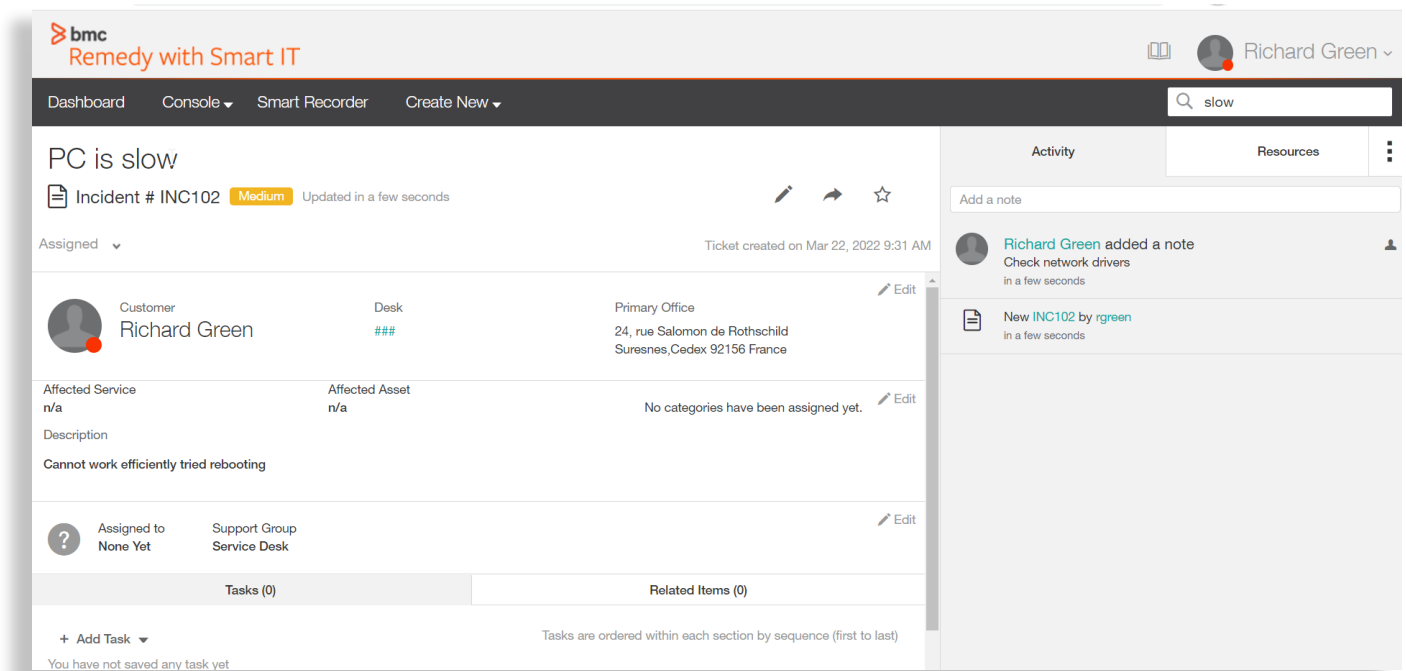 bmc
Remedy with Smart IT
Richard Green
Dashboard Console Smart Recorder Create New
slow
PC is slow
Incident # INC102 Medium Updated in a few seconds
Assigned
Ticket created on Mar 22, 2022 9:31 AM
Edit
Customer
Richard Green
Desk
###
Primary Office
24, rue Salomon de Rothschild
Suresnes,Cedex 92156 France
Affected Service
n/a
Affected Asset
n/a
No categories have been assigned yet.
Edit
Description
Cannot work efficiently tried rebooting
Edit
?
Assigned to
None Yet
Support Group
Service Desk
Tasks (0)
Related Items (0)
+ Add Task
Tasks are ordered within each section by sequence (first to last)
You have not saved any task yet
Activity
Resources
Add a note
Richard Green added a note
Check network drivers
in a few seconds
New INC102 by rgreen
in a few seconds